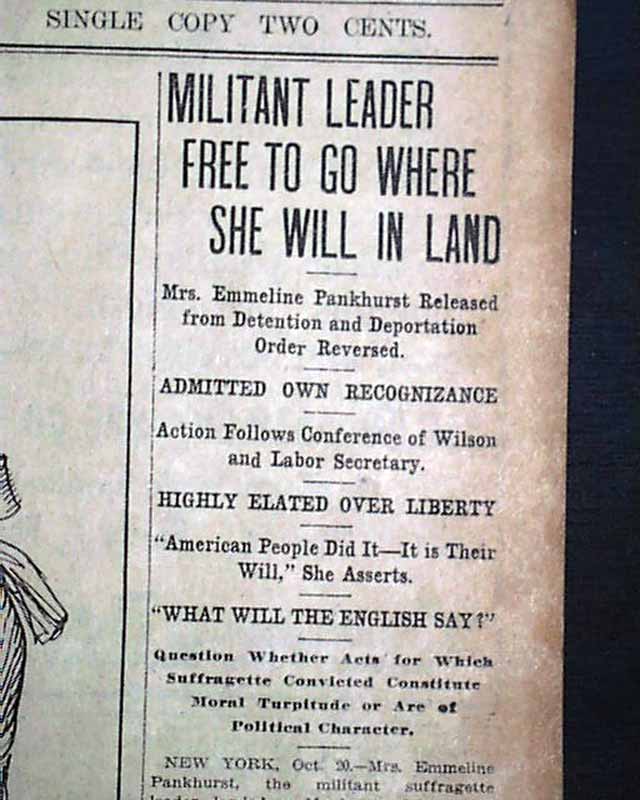 SINGLE COPY TWO CENTS.
MILITANT LEADER
FREE TO GO WHERE
SHE WILL IN LAND
Mrs. Emmeline Pankhurst Released
from Detention and Deportation
Order Reversed.
ADMITTED OWN RECOGNIZANCE
Action Follows Conference of Wilson
and Labor Secretary.
HIGHLY ELATED OVER LIBERTY
“American People Did It—It is Their
Will,” She Asserts.
“WHAT WILL THE ENGLISH SAY?”
Question Whether Acts for Which
Suffragette Convicted Constitute
Moral Turpitude or Are of
Political Character.
NEW YORK, Oct. 20.—Mrs. Emmeline
Pankhurst, the militant suffragette